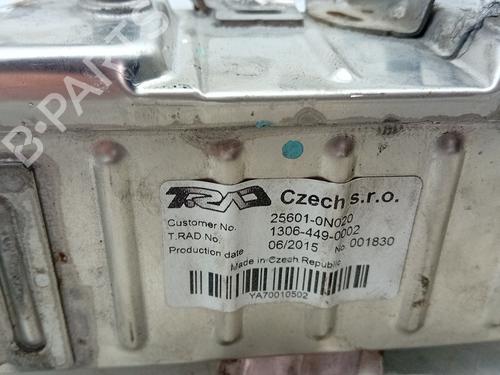 B-PARTS
T.RAD Czech s.r.o.
Customer No. 25601-0N020
T.RAD No. 1306-449-0002
Production date 06/2015 No. 001830
Made in Czech Republic
YA70010502